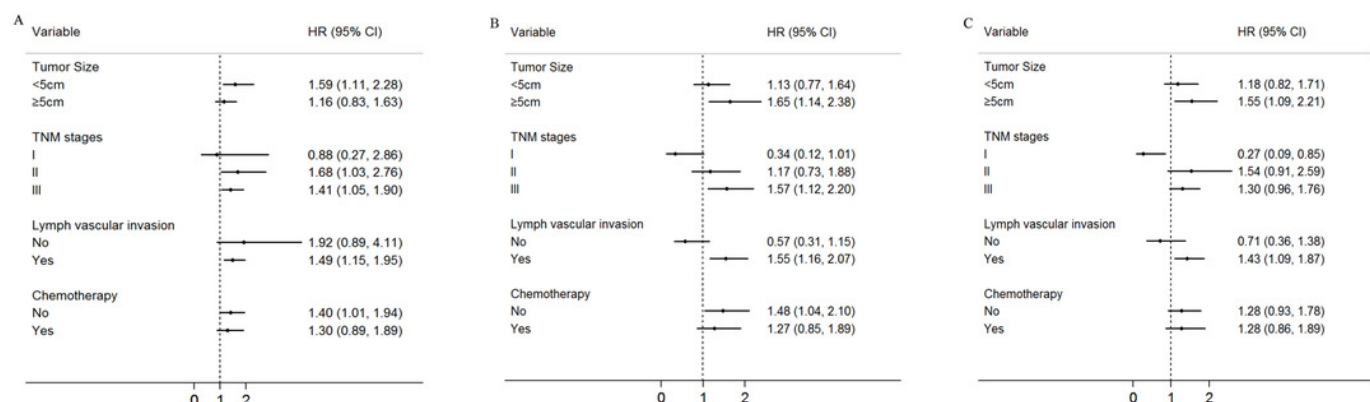 A
Variable HR (95% CI)
Tumor Size
<5cm 1.59 (1.11, 2.28)
≥5cm 1.16 (0.83, 1.63)
TNM stages
I 0.88 (0.27, 2.86)
II 1.68 (1.03, 2.76)
III 1.41 (1.05, 1.90)
Lymph vascular invasion
No 1.92 (0.89, 4.11)
Yes 1.49 (1.15, 1.95)
Chemotherapy
No 1.40 (1.01, 1.94)
Yes 1.30 (0.89, 1.89)
0 1 2
B
Variable HR (95% CI)
Tumor Size
<5cm 1.13 (0.77, 1.64)
≥5cm 1.65 (1.14, 2.38)
TNM stages
I 0.34 (0.12, 1.01)
II 1.17 (0.73, 1.88)
III 1.57 (1.12, 2.20)
Lymph vascular invasion
No 0.57 (0.31, 1.15)
Yes 1.55 (1.16, 2.07)
Chemotherapy
No 1.48 (1.04, 2.10)
Yes 1.27 (0.85, 1.89)
0 1 2
C
Variable HR (95% CI)
Tumor Size
<5cm 1.18 (0.82, 1.71)
≥5cm 1.55 (1.09, 2.21)
TNM stages
I 0.27 (0.09, 0.85)
II 1.54 (0.91, 2.59)
III 1.30 (0.96, 1.76)
Lymph vascular invasion
No 0.71 (0.36, 1.38)
Yes 1.43 (1.09, 1.87)
Chemotherapy
No 1.28 (0.93, 1.78)
Yes 1.28 (0.86, 1.89)
0 1 2